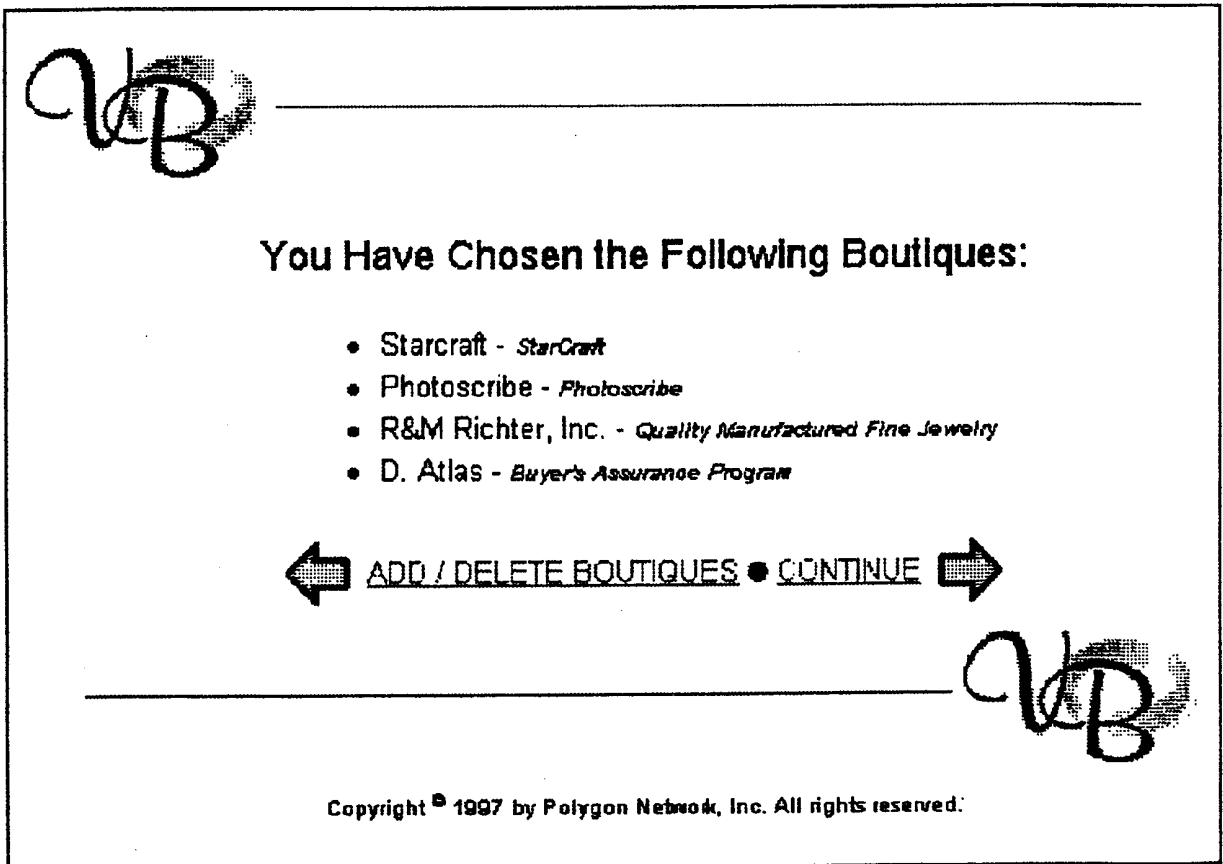 VB
You Have Chosen the Following Boutiques:
• Starcraft - StarCraft
• Photoscribe - Photoscribe
• R&M Richter, Inc. - Quality Manufactured Fine Jewelry
• D. Atlas - Buyer's Assurance Program
ADD / DELETE BOUTIQUES ● CONTINUE
VB
Copyright © 1997 by Polygon Network, Inc. All rights reserved.